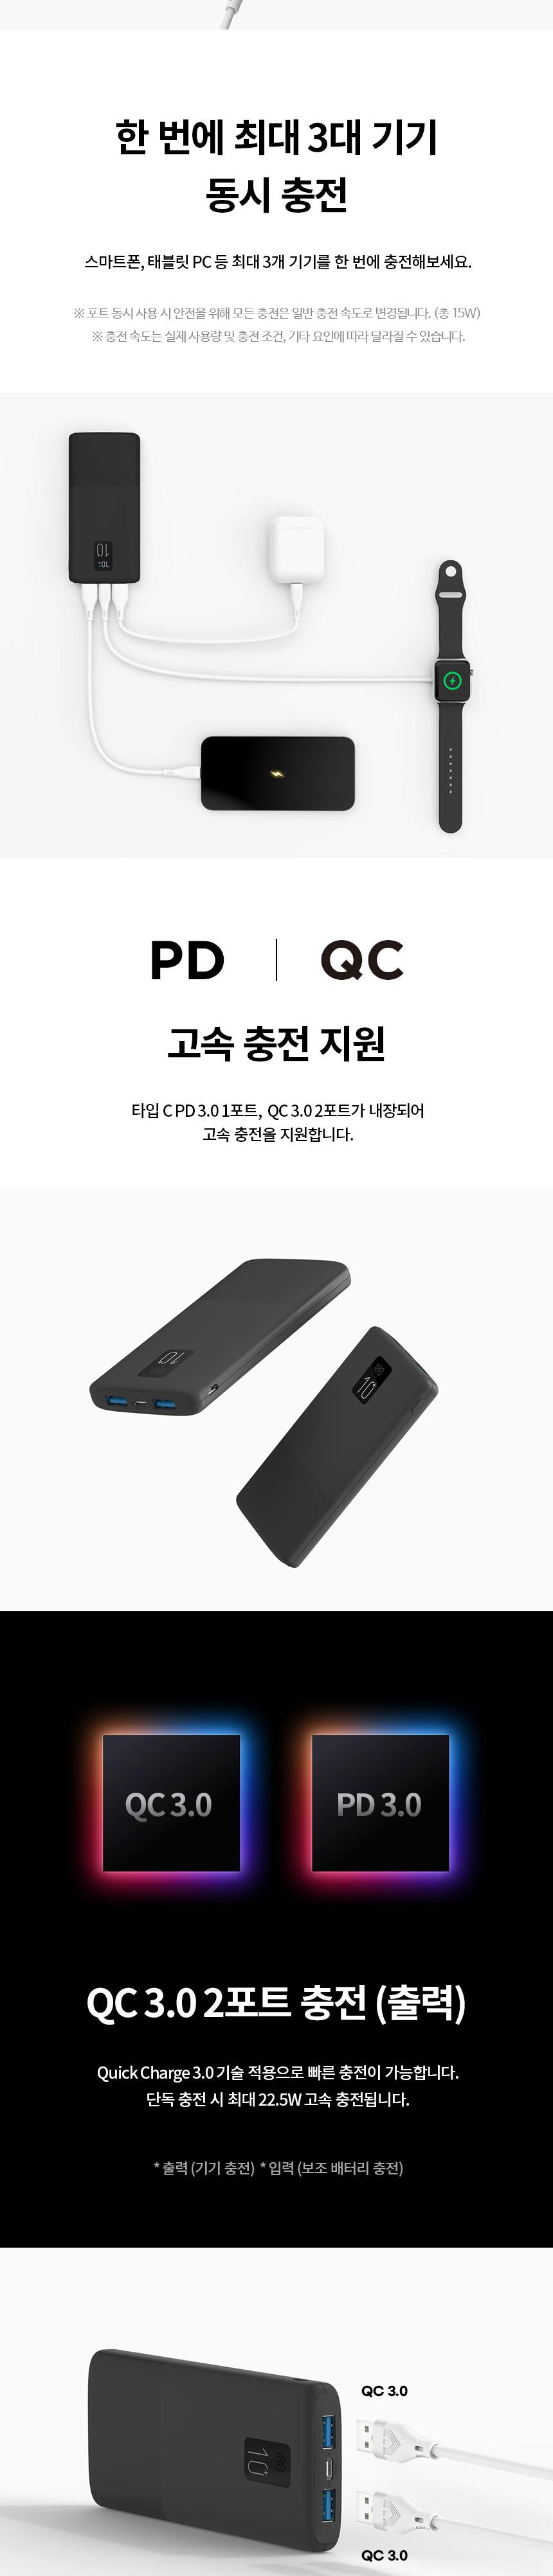 한 번에 최대 3대 기기
동시 충전
스마트폰, 태블릿 PC 등 최대 3개 기기를 한 번에 충전해보세요.
※ 포트 동시 사용 시 안전을 위해 모든 충전은 일반 충전 속도로 변경됩니다. (총 15W)
※ 충전 속도는 실제 사용량 및 충전 조건, 기타 요인에 따라 달라질 수 있습니다.
PD | QC
고속 충전 지원
타입 C PD 3.0 1포트, QC 3.0 2포트가 내장되어
고속 충전을 지원합니다.
10
10
QC 3.0
PD 3.0
QC 3.0 2포트 충전 (출력)
Quick Charge 3.0 기술 적용으로 빠른 충전이 가능합니다.
단독 충전 시 최대 22.5W 고속 충전됩니다.
* 출력 (기기 충전) * 입력 (보조 배터리 충전)
QC 3.0
10
QC 3.0